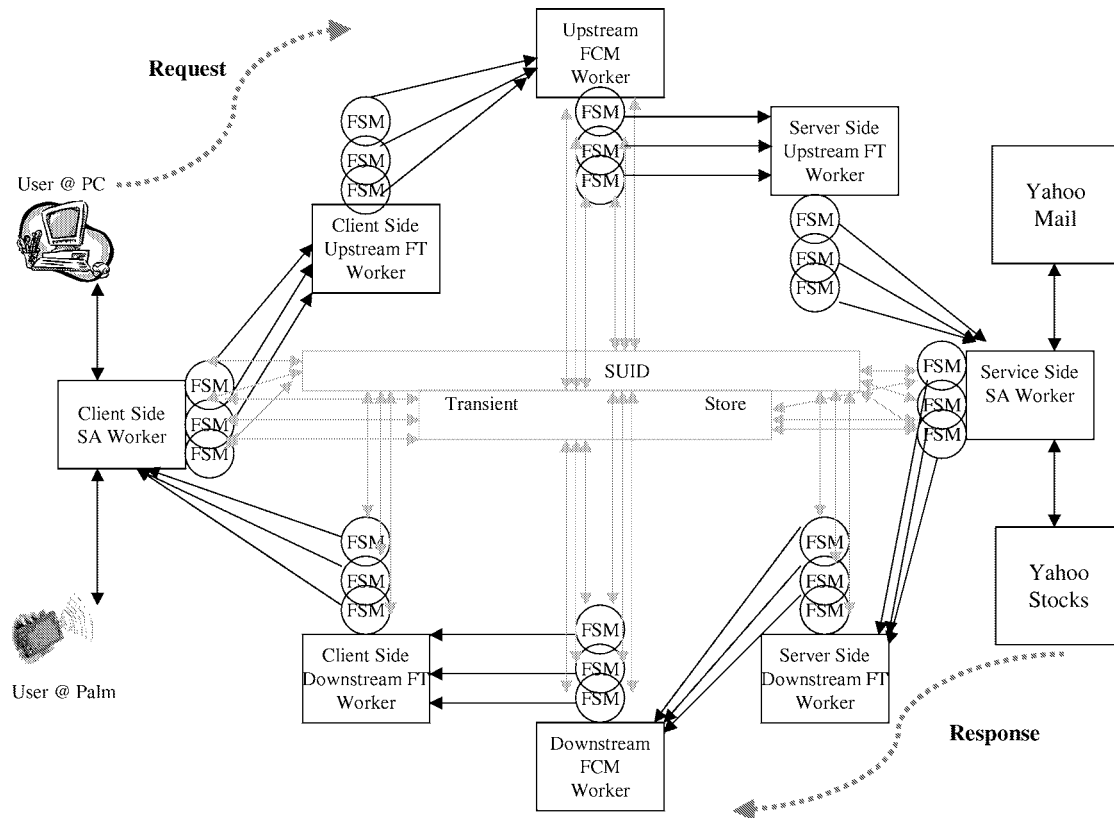 Upstream
FCM
Worker
Request
FSM
FSM
FSM
FSM
FSM
FSM
Server Side
Upstream FT
Worker
User @ PC
Client Side
Upstream FT
Worker
FSM
FSM
FSM
Yahoo
Mail
SUID
Transient Store
FSM
FSM
FSM
Client Side
SA Worker
FSM
FSM
FSM
Service Side
SA Worker
FSM
FSM
FSM
FSM
FSM
FSM
Yahoo
Stocks
User @ Palm
Client Side
Downstream FT
Worker
FSM
FSM
FSM
Server Side
Downstream FT
Worker
Downstream
FCM
Worker
Response